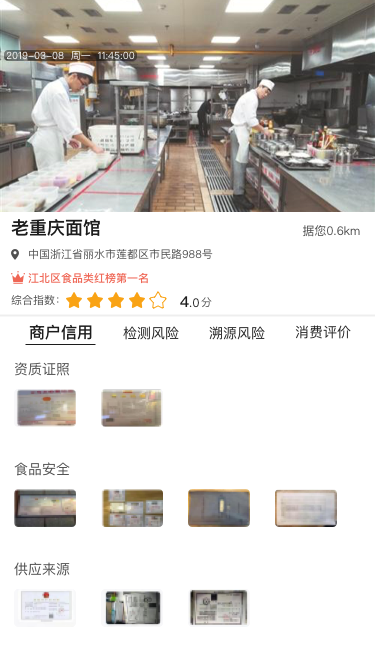 2019-03-08 周一 11:45:00
老重庆面馆
据您0.6km
中国浙江省丽水市莲都区市民路988号
江北区食品类红榜第一名
综合指数: 4.0分
商户信用 检测风险 溯源风险 消费评价
资质证照
食品安全
供应来源